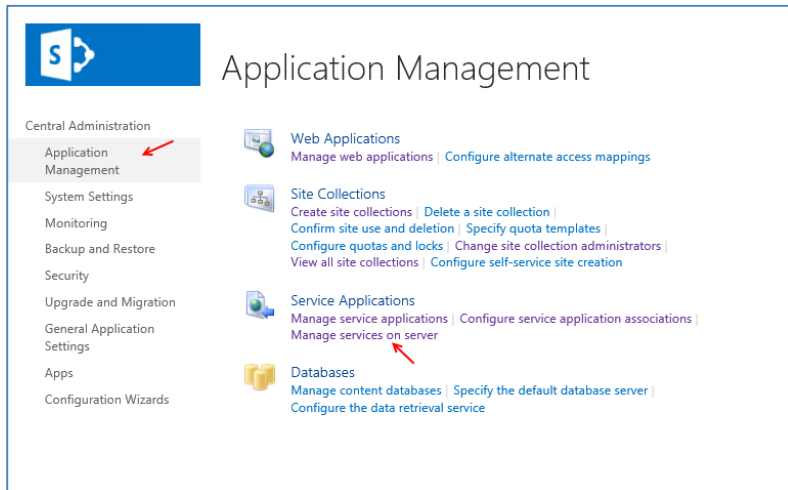 S
Application Management
Central Administration
Application
Management
System Settings
Monitoring
Backup and Restore
Security
Upgrade and Migration
General Application
Settings
Apps
Configuration Wizards
Web Applications
Manage web applications | Configure alternate access mappings
Site Collections
Create site collections | Delete a site collection |
Confirm site use and deletion | Specify quota templates |
Configure quotas and locks | Change site collection administrators |
View all site collections | Configure self-service site creation
Service Applications
Manage service applications | Configure service application associations |
Manage services on server
Databases
Manage content databases | Specify the default database server |
Configure the data retrieval service